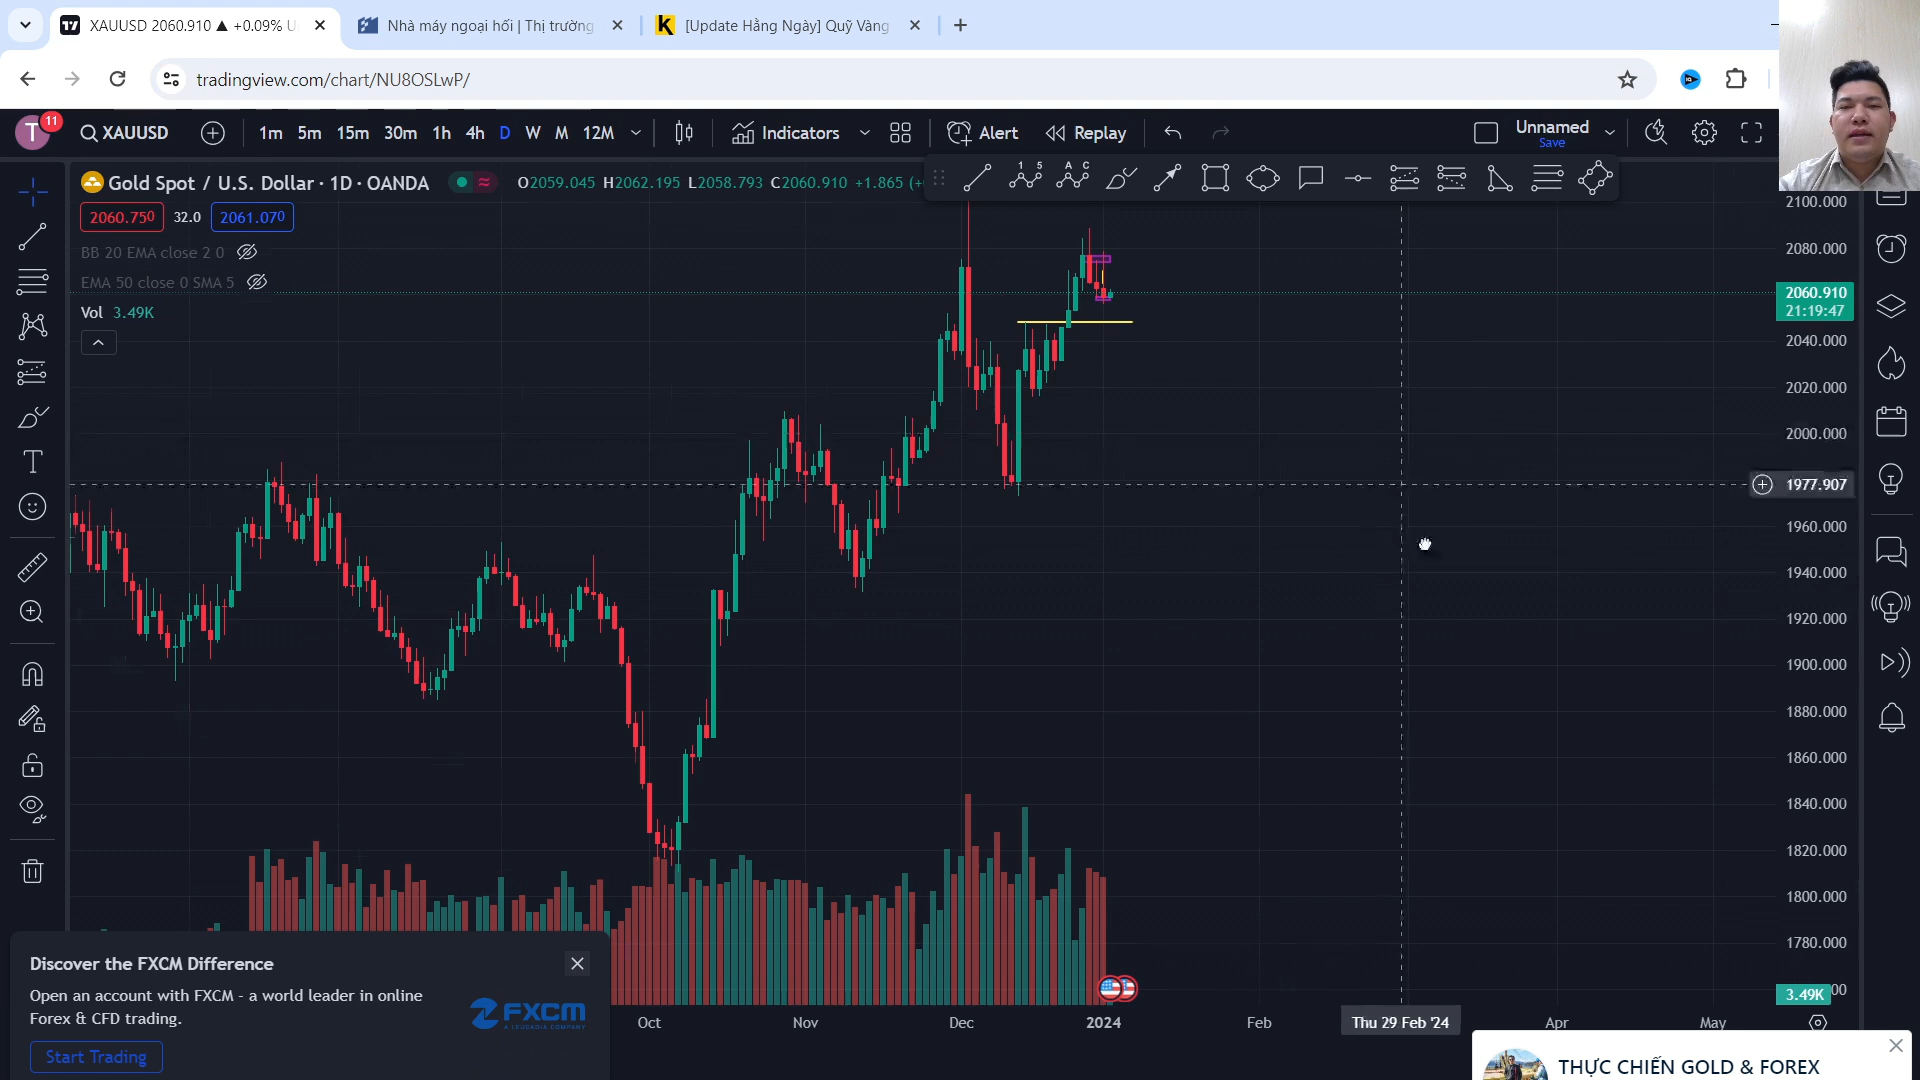 XAUUSD 2060.910 ▲ +0.09% U
Nhà máy ngoại hối | Thị trường
[Update Hằng Ngày] Quỹ Vàng
tradingview.com/chart/NU8OSLwP/
T
11
XAUUSD
1m 5m 15m 30m 1h 4h D W M 12M
Indicators
Alert
Replay
Unnamed
Save
Gold Spot / U.S. Dollar · 1D · OANDA
O2059.045 H2062.195 L2058.793 C2060.910 +1.865 (+
2060.750 32.0 2061.070
BB 20 EMA close 2 0
EMA 50 close 0 SMA 5
Vol 3.49K
2100.000
2080.000
2060.910
21:19:47
2040.000
2020.000
2000.000
1977.907
1960.000
1940.000
1920.000
1900.000
1880.000
1860.000
1840.000
1820.000
1800.000
1780.000
3.49K
00
Oct Nov Dec 2024 Feb Thu 29 Feb '24 Apr May
Discover the FXCM Difference
Open an account with FXCM - a world leader in online
Forex & CFD trading.
FXCM
A LEUCADIA COMPANY
Start Trading
THỰC CHIẾN GOLD & FOREX